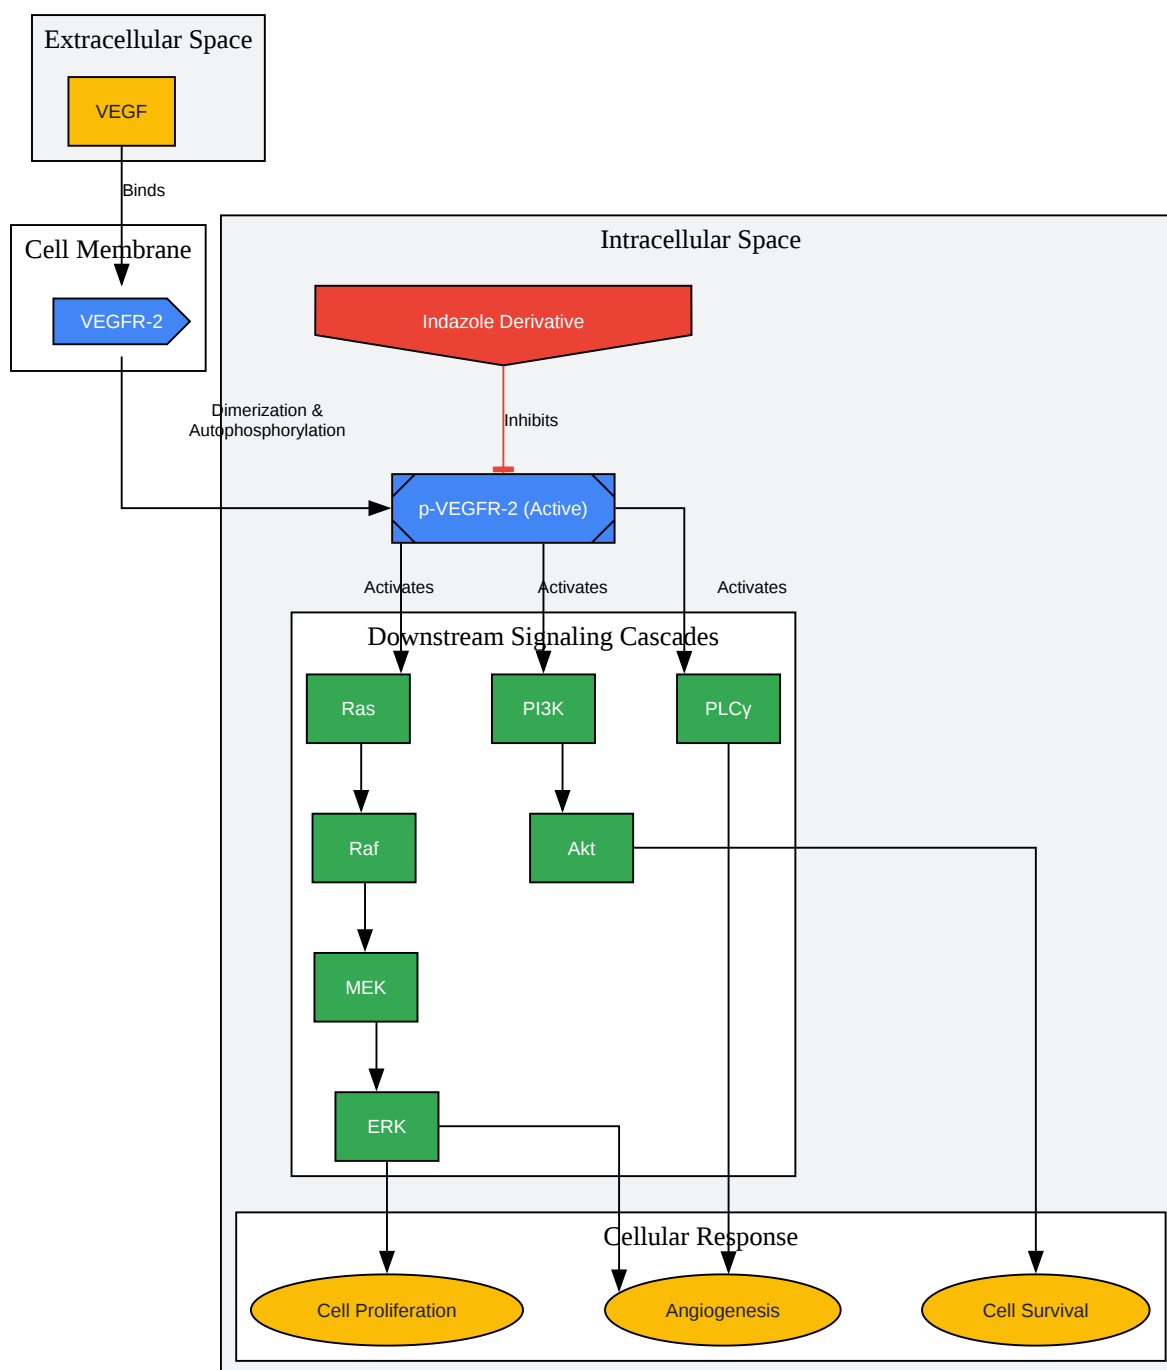 Extracellular Space
VEGF
Binds
Cell Membrane
VEGFR-2
Intracellular Space
Indazole Derivative
Dimerization &
Autophosphorylation
Inhibits
p-VEGFR-2 (Active)
Activates
Activates
Activates
Downstream Signaling Cascades
Ras
PI3K
PLCγ
Raf
Akt
MEK
ERK
Cellular Response
Cell Proliferation
Angiogenesis
Cell Survival